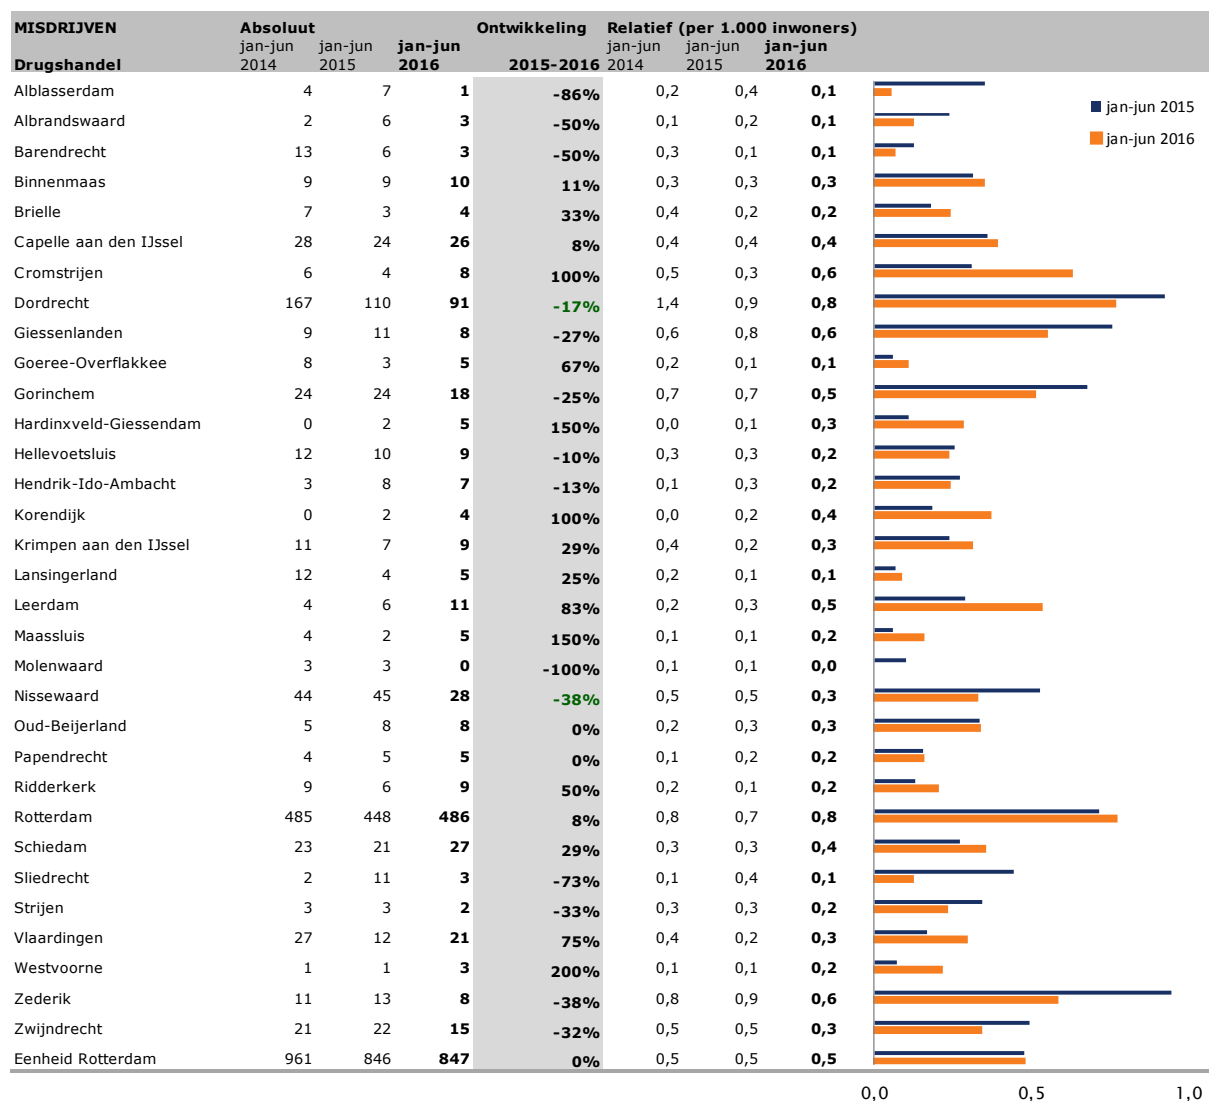 MISDRIJVEN Absoluut Ontwikkeling Relatief (per 1.000 inwoners)
jan-jun jan-jun jan-jun jan-jun jan-jun jan-jun
Drugshandel 2014 2015 2016 2015-2016 2014 2015 2016
Alblasserdam 4 7 1 -86% 0,2 0,4 0,1
jan-jun 2015
Albrandswaard 2 6 3 -50% 0,1 0,2 0,1
jan-jun 2016
Barendrecht 13 6 3 -50% 0,3 0,1 0,1
Binnenmaas 9 9 10 11% 0,3 0,3 0,3
Brielle 7 3 4 33% 0,4 0,2 0,2
Capelle aan den IJssel 28 24 26 8% 0,4 0,4 0,4
Cromstrijen 6 4 8 100% 0,5 0,3 0,6
Dordrecht 167 110 91 -17% 1,4 0,9 0,8
Giessenlanden 9 11 8 -27% 0,6 0,8 0,6
Goeree-Overflakkee 8 3 5 67% 0,2 0,1 0,1
Gorinchem 24 24 18 -25% 0,7 0,7 0,5
Hardinxveld-Giessendam 0 2 5 150% 0,0 0,1 0,3
Hellevoetsluis 12 10 9 -10% 0,3 0,3 0,2
Hendrik-Ido-Ambacht 3 8 7 -13% 0,1 0,3 0,2
Korendijk 0 2 4 100% 0,0 0,2 0,4
Krimpen aan den IJssel 11 7 9 29% 0,4 0,2 0,3
Lansingerland 12 4 5 25% 0,2 0,1 0,1
Leerdam 4 6 11 83% 0,2 0,3 0,5
Maassluis 4 2 5 150% 0,1 0,1 0,2
Molenwaard 3 3 0 -100% 0,1 0,1 0,0
Nissewaard 44 45 28 -38% 0,5 0,5 0,3
Oud-Beijerland 5 8 8 0% 0,2 0,3 0,3
Papendrecht 4 5 5 0% 0,1 0,2 0,2
Ridderkerk 9 6 9 50% 0,2 0,1 0,2
Rotterdam 485 448 486 8% 0,8 0,7 0,8
Schiedam 23 21 27 29% 0,3 0,3 0,4
Sliedrecht 2 11 3 -73% 0,1 0,4 0,1
Strijen 3 3 2 -33% 0,3 0,3 0,2
Vlaardingen 27 12 21 75% 0,4 0,2 0,3
Westvoorne 1 1 3 200% 0,1 0,1 0,2
Zederik 11 13 8 -38% 0,8 0,9 0,6
Zwijndrecht 21 22 15 -32% 0,5 0,5 0,3
Eenheid Rotterdam 961 846 847 0% 0,5 0,5 0,5
0,0 0,5 1,0